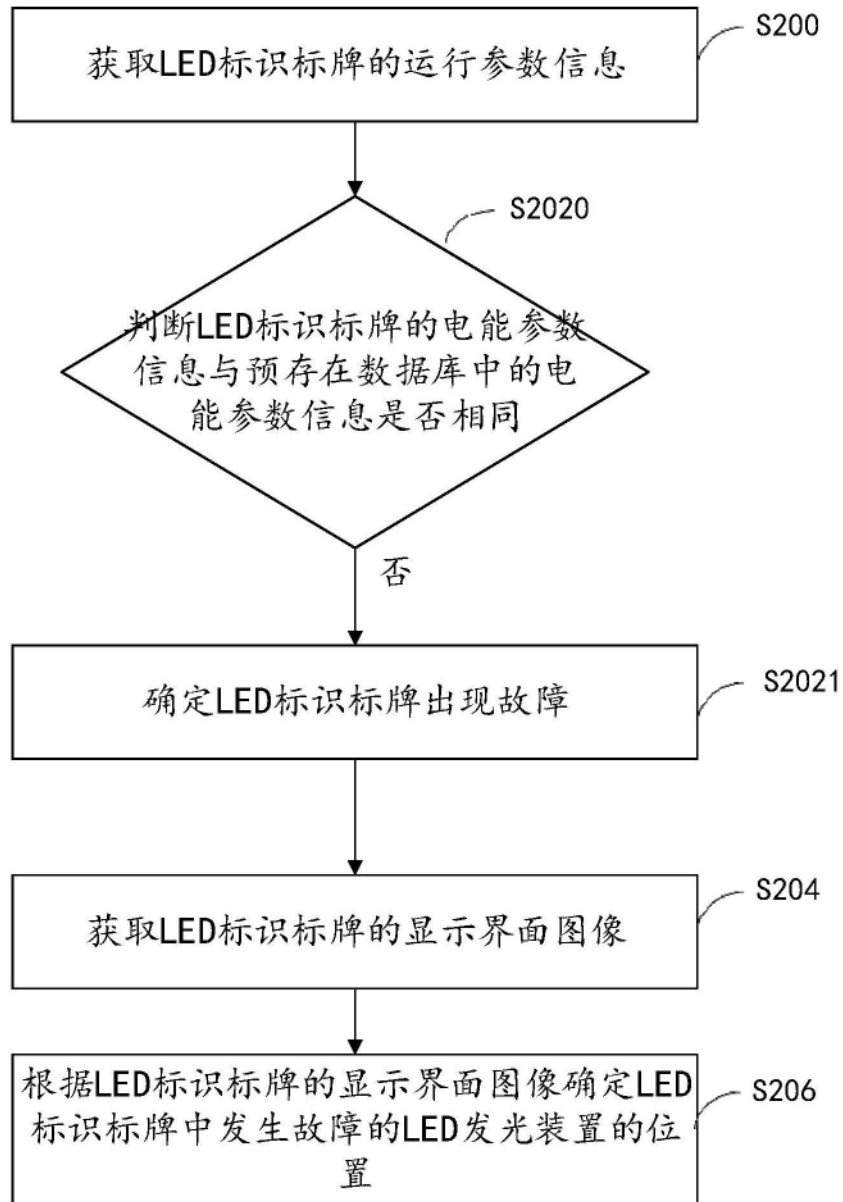 S200
获取LED标识标牌的运行参数信息
S2020
判断LED标识标牌的电能参数
信息与预存在数据库中的电
能参数信息是否相同
否
S2021
确定LED标识标牌出现故障
S204
获取LED标识标牌的显示界面图像
S206
根据LED标识标牌的显示界面图像确定LED
标识标牌中发生故障的LED发光装置的位
置